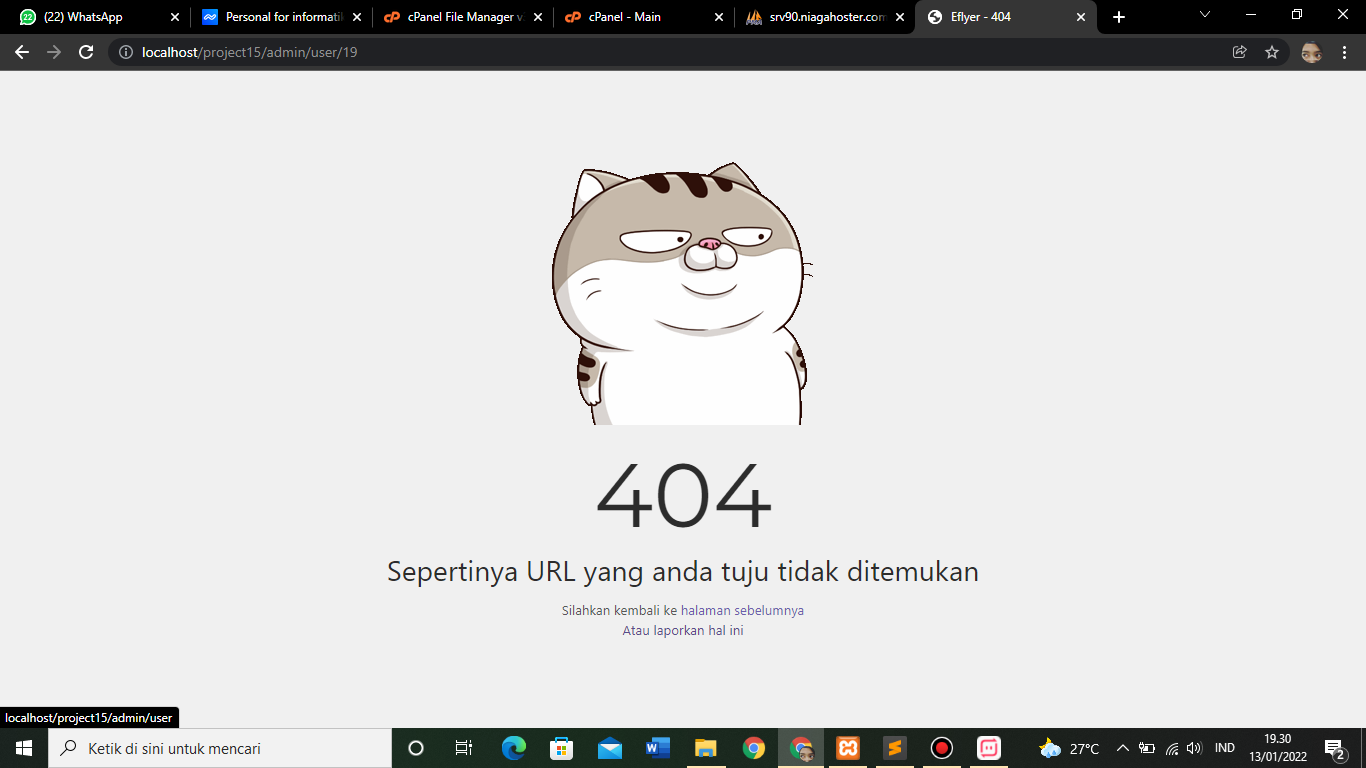 (22) WhatsApp
Personal for informatik
cPanel File Manager v
cPanel - Main
srv90.niagahoster.com
Eflyer - 404
localhost/project15/admin/user/19
404
Sepertinya URL yang anda tuju tidak ditemukan
Silahkan kembali ke halaman sebelumnya
Atau laporkan hal ini
localhost/project15/admin/user
Ketik di sini untuk mencari
27°C
IND
19.30
13/01/2022
2